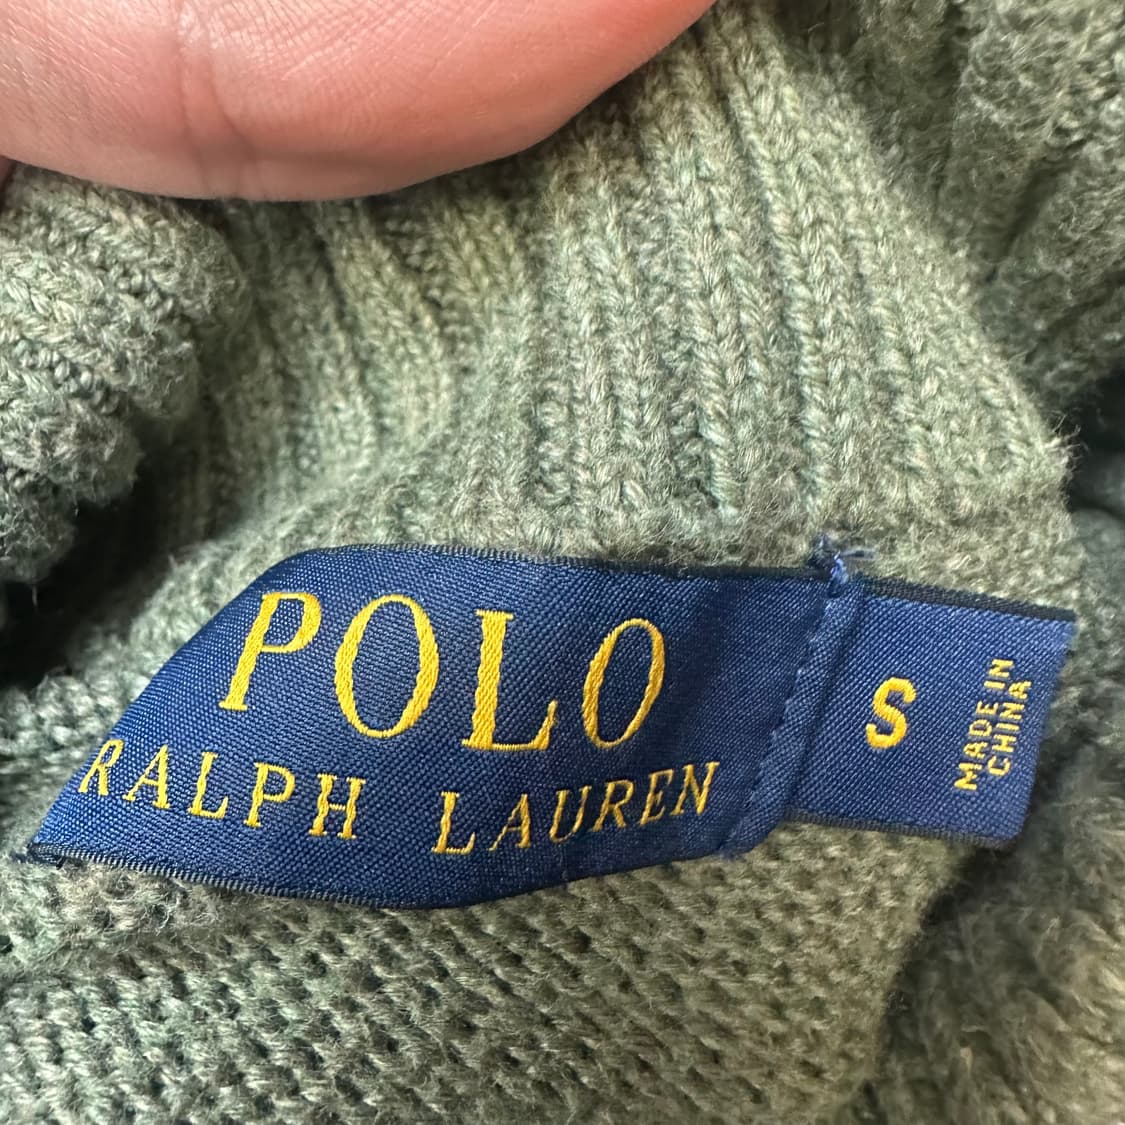 POLO
RALPH LAUREN
S
MADE IN
CHINA